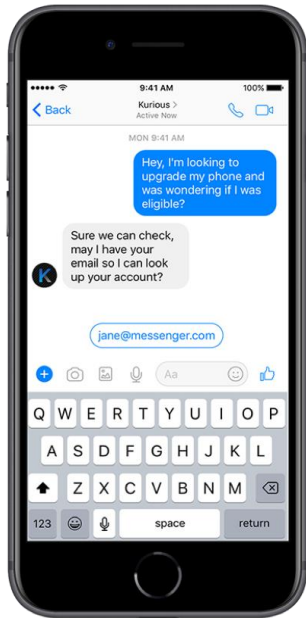 9:41 AM 100%
Back Kurious >
Active Now
MON 9:41 AM
Hey, I'm looking to
upgrade my phone and
was wondering if I was
eligible?
Sure we can check,
may I have your
email so I can look
up your account?
K
jane@messenger.com
Aa
Q W E R T Y U I O P
A S D F G H J K L
Z X C V B N M
123 space return